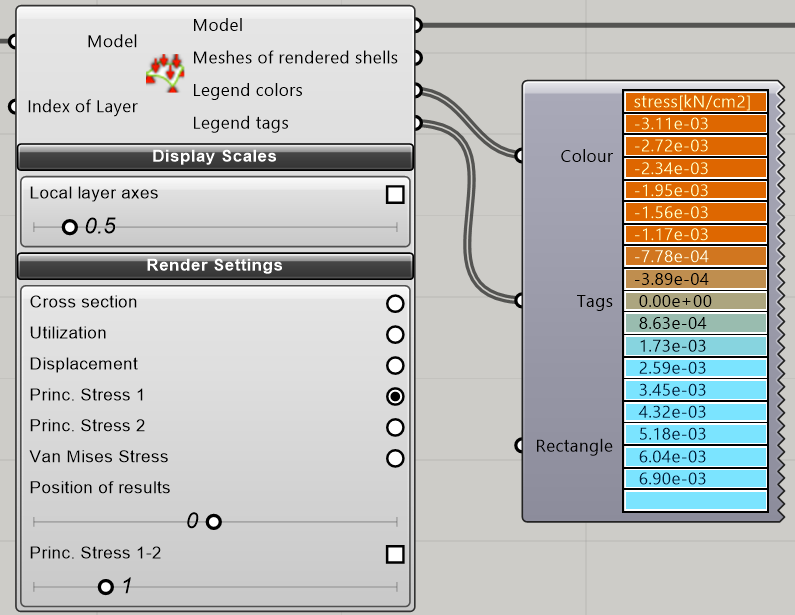 Model
Model
Meshes of rendered shells
Index of Layer
Legend colors
Legend tags
Display Scales
Local layer axes
0.5
Render Settings
Cross section
Utilization
Displacement
Princ. Stress 1
Princ. Stress 2
Van Mises Stress
Position of results
0
Princ. Stress 1-2
1
Colour
Tags
Rectangle
stress[kN/cm2]
-3.11e-03
-2.72e-03
-2.34e-03
-1.95e-03
-1.56e-03
-1.17e-03
-7.78e-04
-3.89e-04
0.00e+00
8.63e-04
1.73e-03
2.59e-03
3.45e-03
4.32e-03
5.18e-03
6.04e-03
6.90e-03